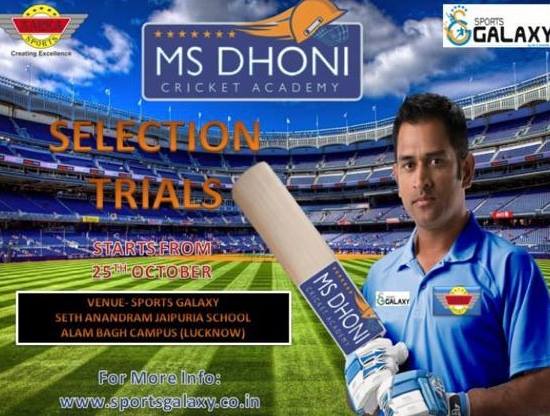 SPORTS
Creating Excellence
MS DHONI
CRICKET ACADEMY
SPORTS
GALAXY
SELECTION
TRIALS
STARTS FROM
25TH OCTOBER
VENUE- SPORTS GALAXY
SETH ANANDRAM JAIPURIA SCHOOL
ALAM BAGH CAMPUS (LUCKNOW)
For More Info:
www.sportsgalaxy.co.in
MS DHONI
CRICKET ACADEMY
GALAXY